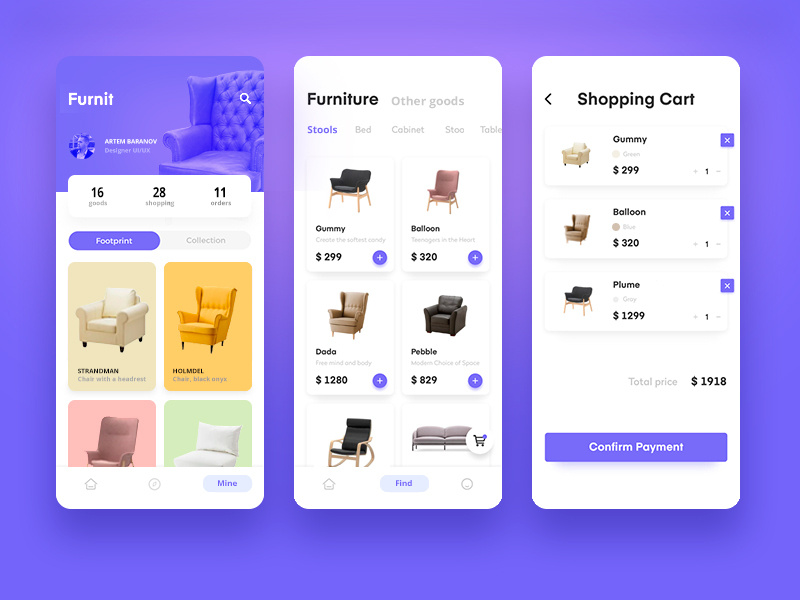 Furnit
ARTEM BARANOV
Designer UI/UX
16
goods
28
shopping
11
orders
Footprint
Collection
STRANDMAN
Chair with a headrest
HOLMDEL
Chair, black onyx
Mine
Furniture
Other goods
Stools
Bed
Cabinet
Stoo
Table
Gummy
Create the softest candy
$ 299
+
Balloon
Teenagers in the Heart
$ 320
+
Dada
Free mind and body
$ 1280
+
Pebble
Modern Choice of Space
$ 829
+
Find
Shopping Cart
Gummy
Green
$ 299
+ 1 −
Balloon
Blue
$ 320
+ 1 −
Plume
Gray
$ 1299
+ 1 −
Total price $ 1918
Confirm Payment